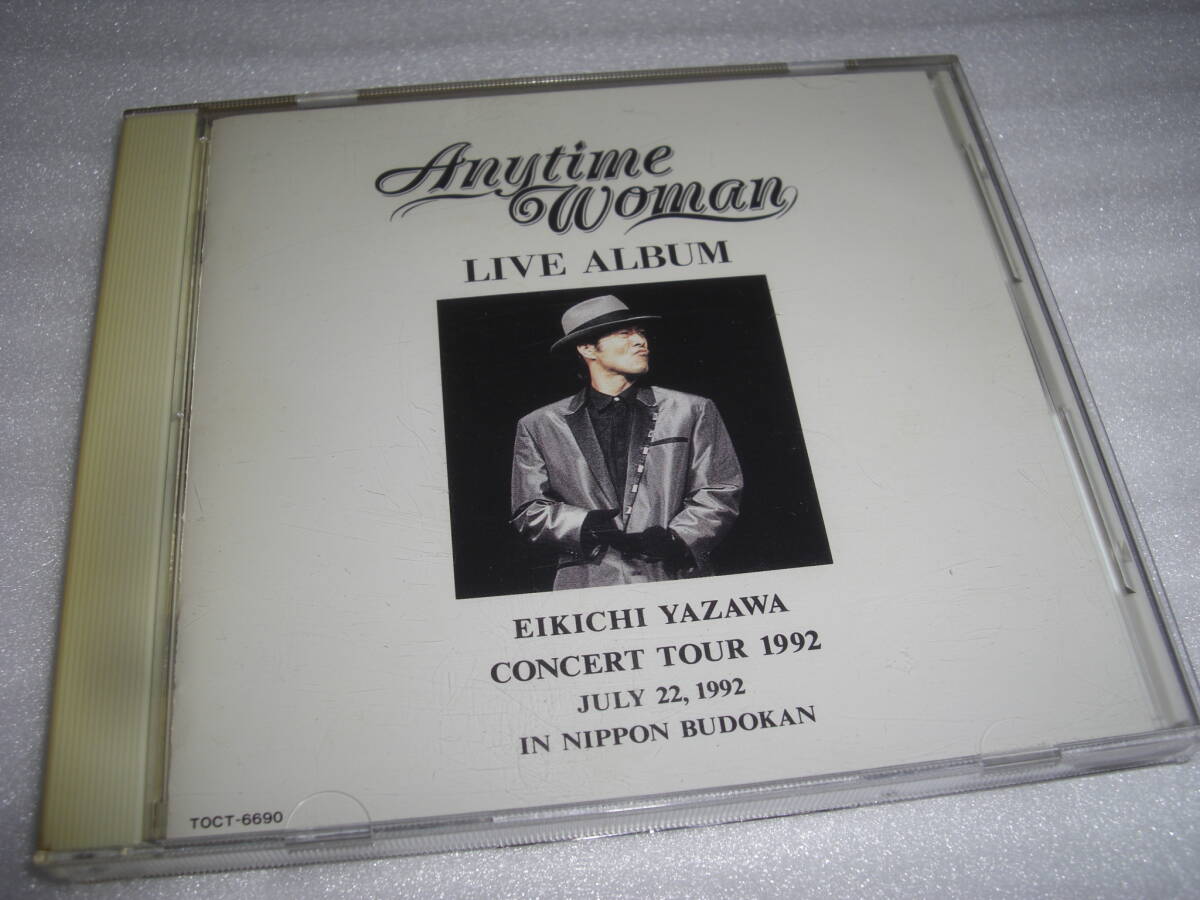 Anytime
Woman
LIVE ALBUM
EIKICHI YAZAWA
CONCERT TOUR 1992
JULY 22, 1992
IN NIPPON BUDOKAN
TOCT-6690